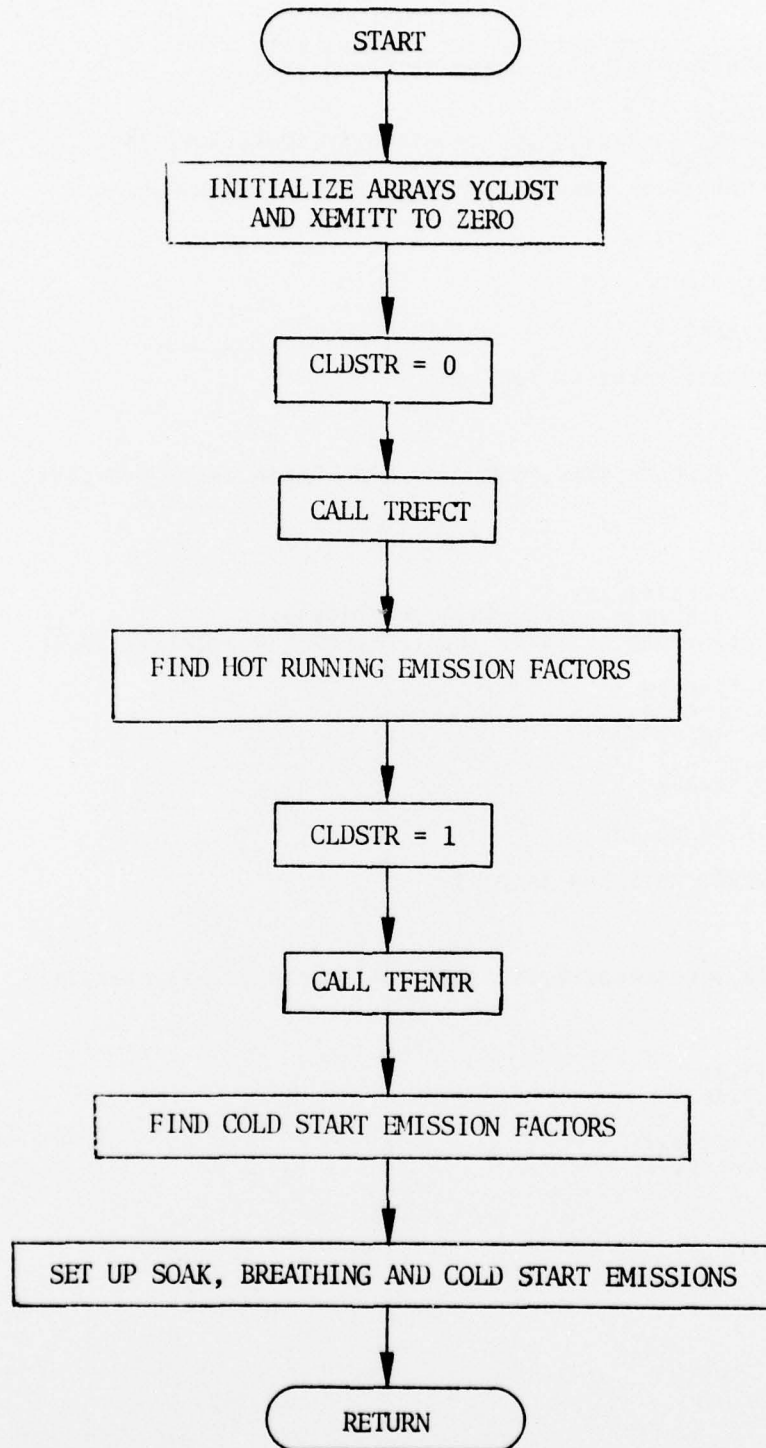 START
INITIALIZE ARRAYS YCLDST
AND XEMITT TO ZERO
CLDSTR = 0
CALL TREFCT
FIND HOT RUNNING EMISSION FACTORS
CLDSTR = 1
CALL TFENTR
FIND COLD START EMISSION FACTORS
SET UP SOAK, BREATHING AND COLD START EMISSIONS
RETURN